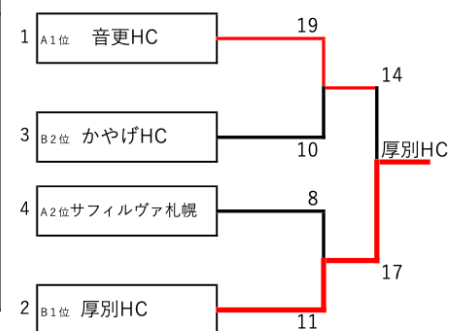 1 A1位 音更HC
19
14
3 B2位 かやげHC
10
厚別HC
4 A2位サフィルヴァ札幌
8
17
2 B1位 厚別HC
11